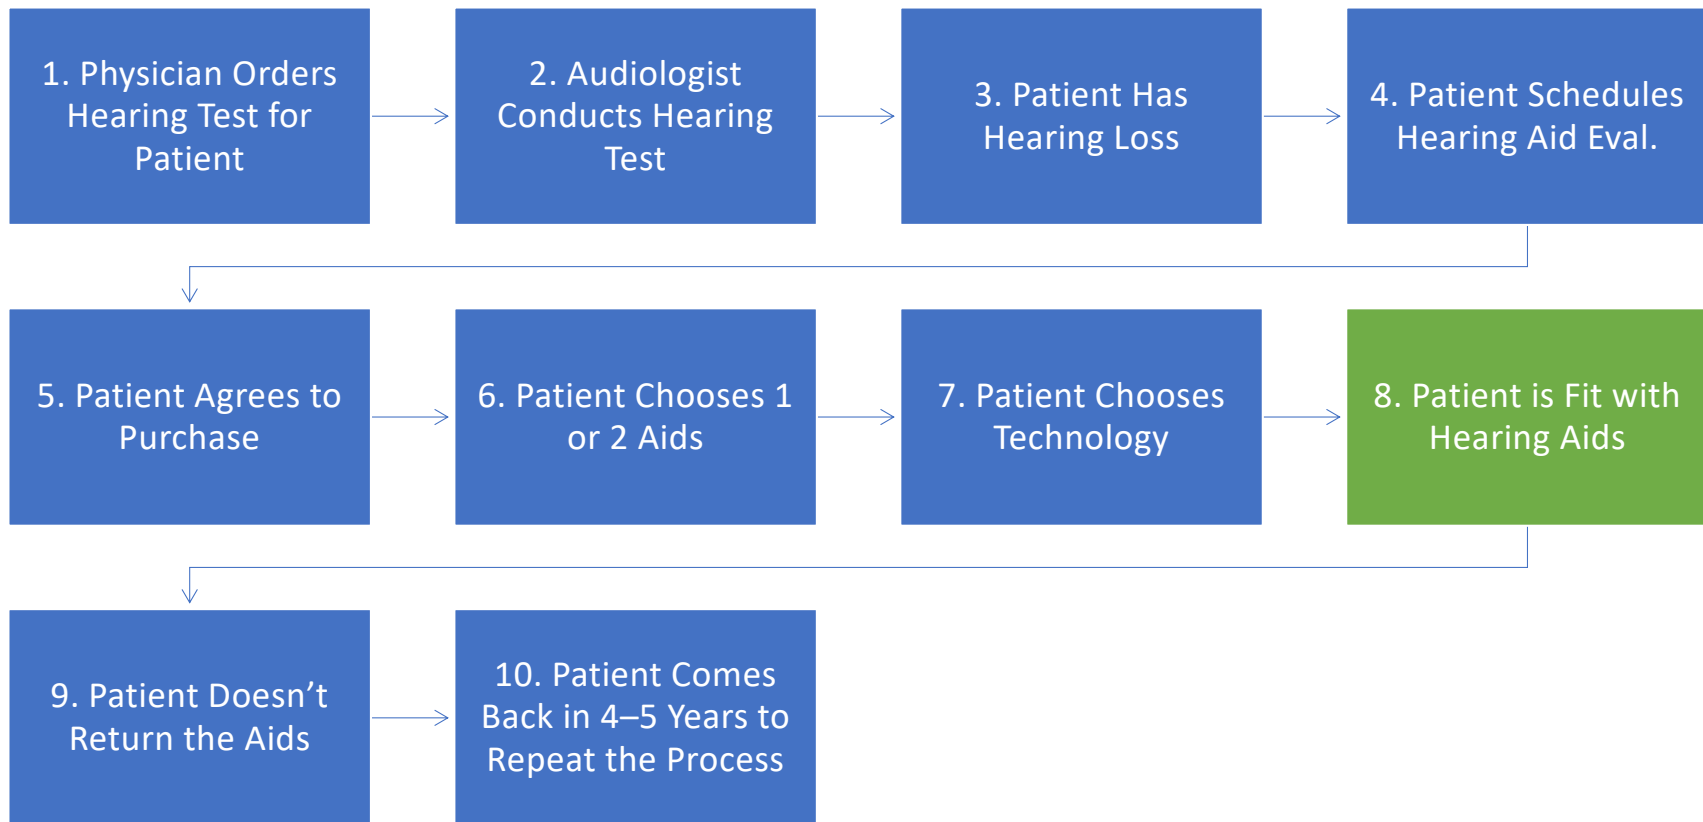 1. Physician Orders
Hearing Test for
Patient
2. Audiologist
Conducts Hearing
Test
3. Patient Has
Hearing Loss
4. Patient Schedules
Hearing Aid Eval.
5. Patient Agrees to
Purchase
6. Patient Chooses 1
or 2 Aids
7. Patient Chooses
Technology
8. Patient is Fit with
Hearing Aids
9. Patient Doesn’t
Return the Aids
10. Patient Comes
Back in 4–5 Years to
Repeat the Process